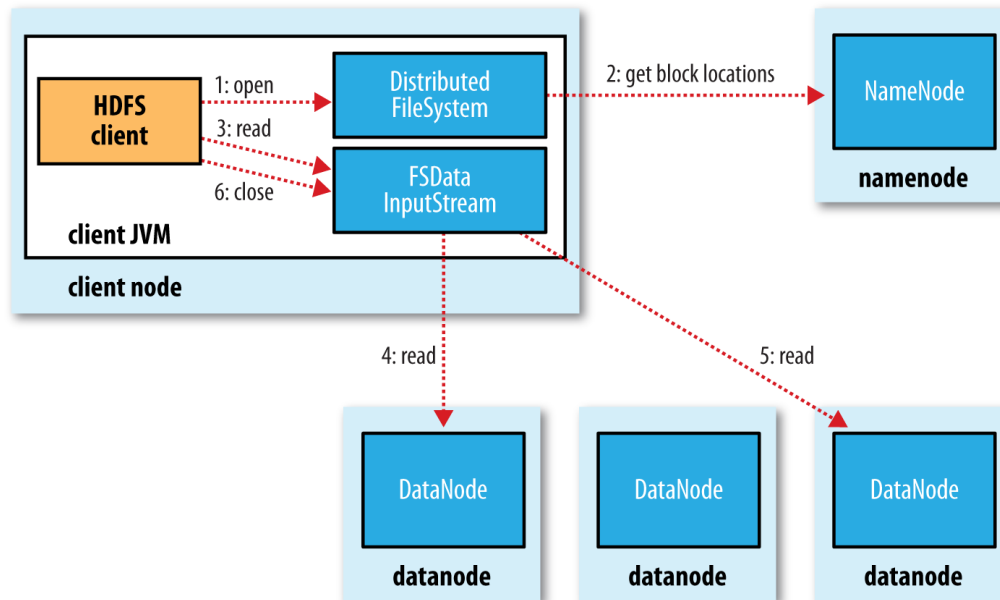 HDFS
client
1: open
3: read
6: close
Distributed
FileSystem
FSData
InputStream
client JVM
client node
2: get block locations
NameNode
namenode
4: read
5: read
DataNode
datanode
DataNode
datanode
DataNode
datanode